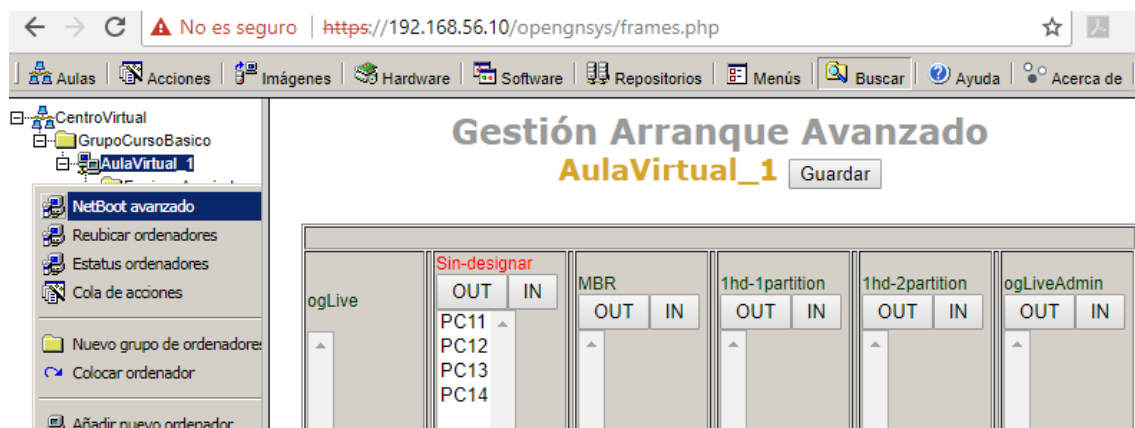 No es seguro | https://192.168.56.10/opengnsys/frames.php
Aulas Acciones Imágenes Hardware Software Repositorios Menús Buscar Ayuda Acerca de
CentroVirtual
GrupoCursoBasico
AulaVirtual_1
NetBoot avanzado
Reubicar ordenadores
Estatus ordenadores
Cola de acciones
Nuevo grupo de ordenadores
Colocar ordenador
Añadir nuevo ordenador
Gestión Arranque Avanzado
AulaVirtual_1 Guardar
ogLive
Sin-designar
OUT IN
PC11
PC12
PC13
PC14
MBR
OUT IN
1hd-1partition
OUT IN
1hd-2partition
OUT IN
ogLiveAdmin
OUT IN